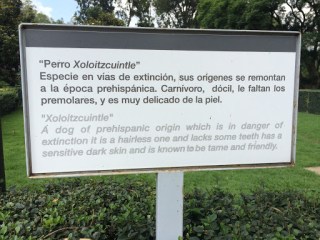 "Perro Xoloitzcuintle"
Especie en vías de extinción, sus orígenes se remontan
a la época prehispánica. Carnívoro, dócil, le faltan los
premolares, y es muy delicado de la piel.
"Xoloitzcuintle"
A dog of prehispanic origin which is in danger of
extinction it is a hairless one and lacks some teeth has a
sensitive dark skin and is known to be tame and friendly.